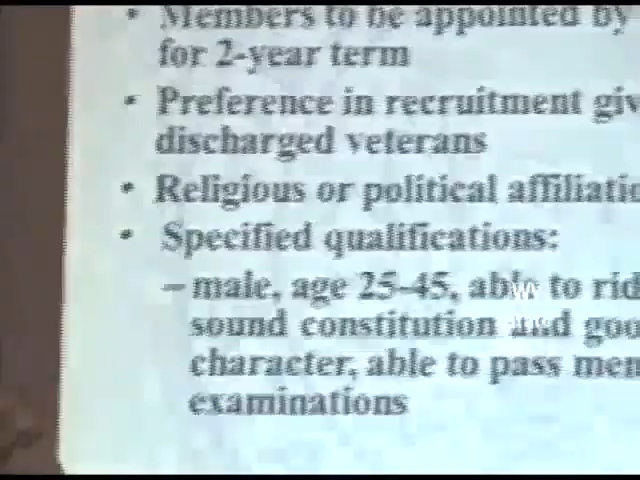 • Members to be appointed by
for 2-year term
• Preference in recruitment giv
discharged veterans
• Religious or political affiliatio
• Specified qualifications:
– male, age 25-45, able to rid
sound constitution and goo
character, able to pass men
examinations